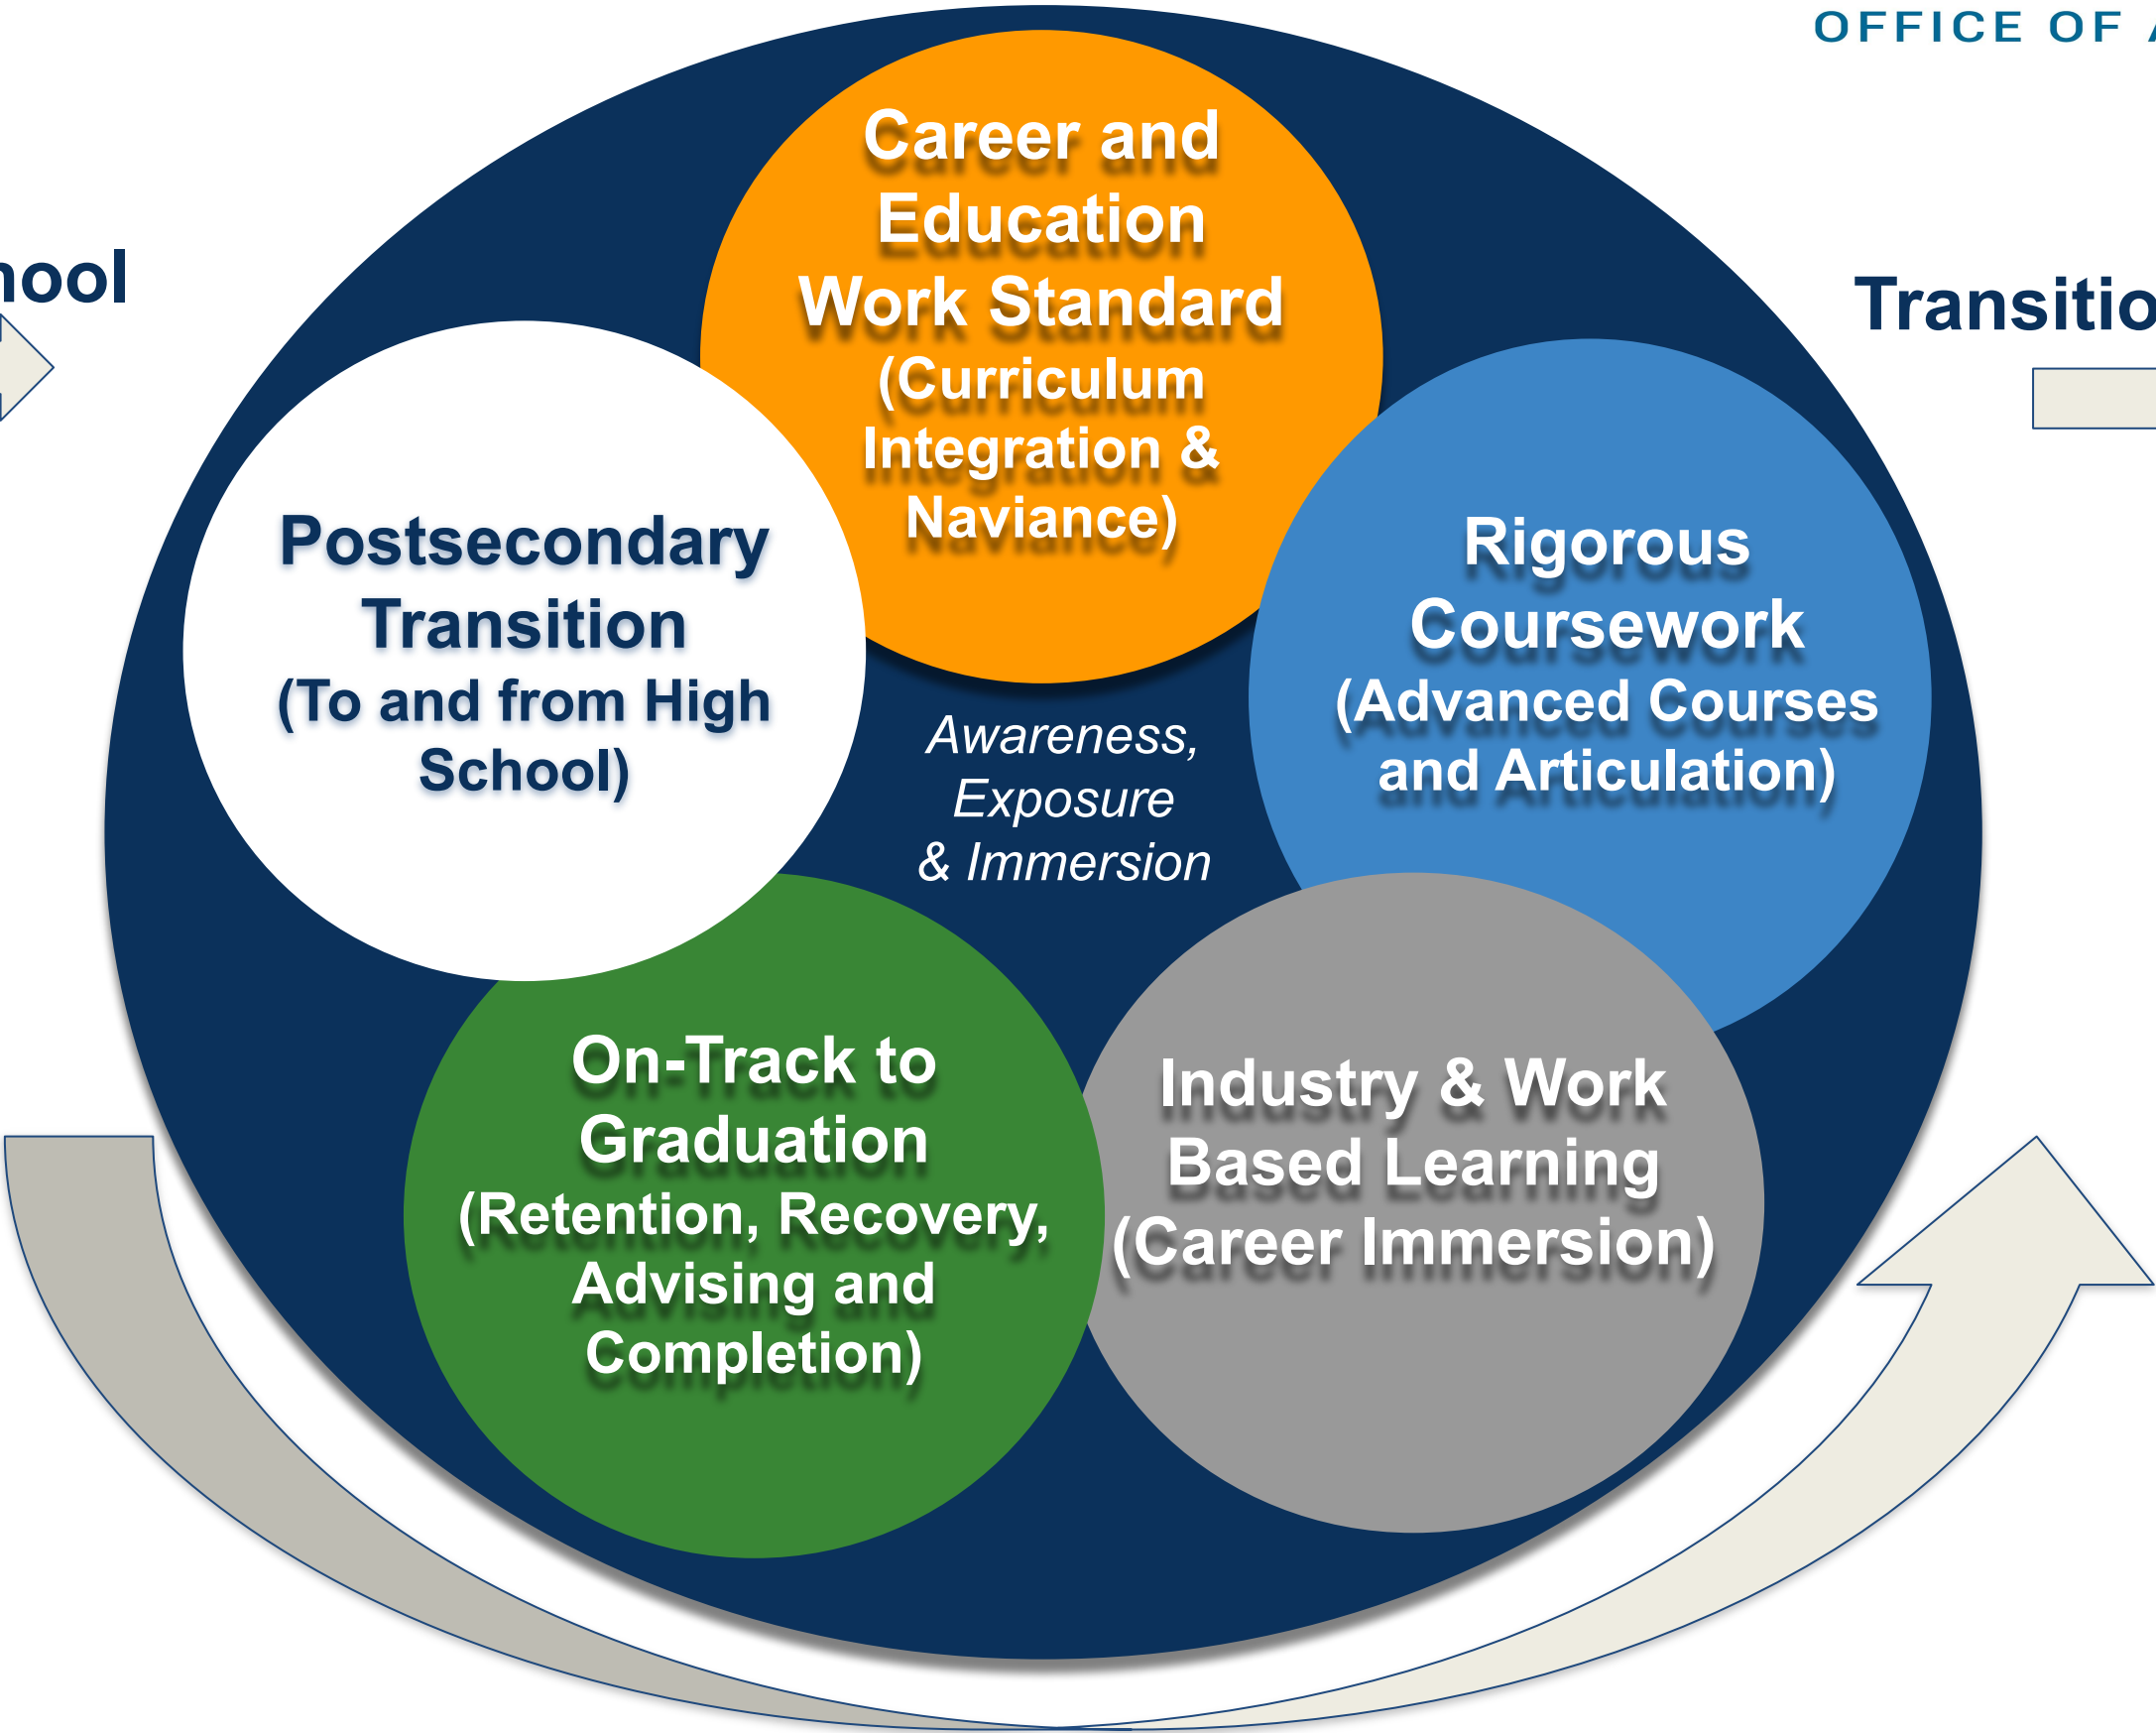 OFFICE OF
Career and
Education
Work Standard
(Curriculum
Integration &
Naviance)
Postsecondary
Transition
(To and from High
School)
Rigorous
Coursework
(Advanced Courses
and Articulation)
Awareness,
Exposure
& Immersion
On-Track to
Graduation
(Retention, Recovery,
Advising and
Completion)
Industry & Work
Based Learning
(Career Immersion)